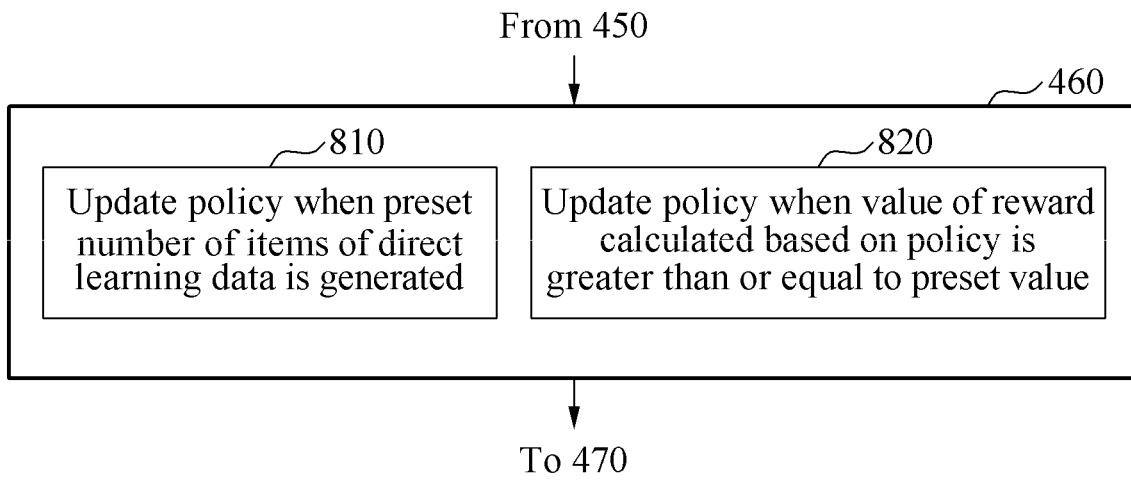 From 450
460
810
Update policy when preset
number of items of direct
learning data is generated
820
Update policy when value of reward
calculated based on policy is
greater than or equal to preset value
To 470